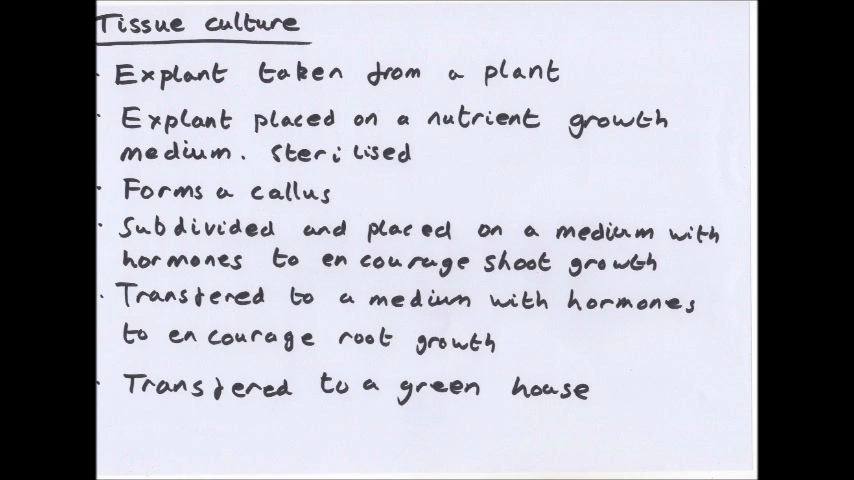 Tissue culture
· Explant taken from a plant
· Explant placed on a nutrient growth
medium. Sterilised
· Forms a callus
· Subdivided and placed on a medium with
hormones to encourage shoot growth
· Transfered to a medium with hormones
to encourage root growth
· Transfered to a green house